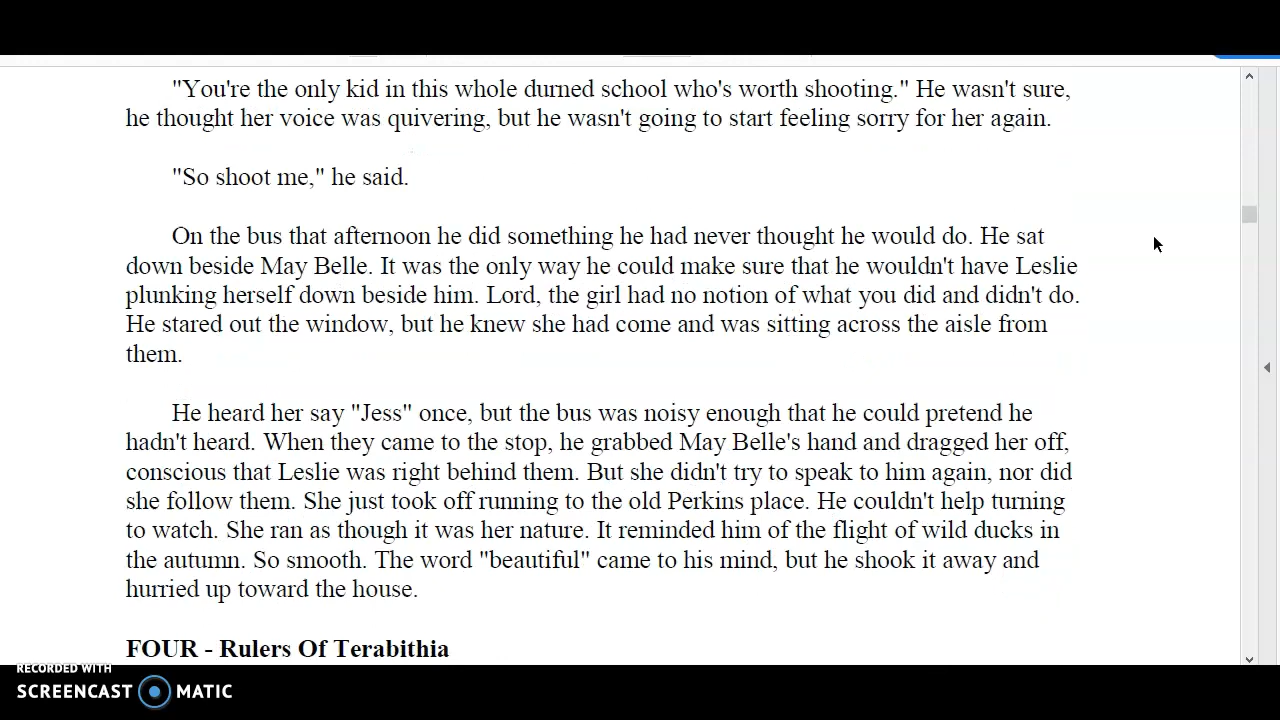 "You're the only kid in this whole durned school who's worth shooting." He wasn't sure,
he thought her voice was quivering, but he wasn't going to start feeling sorry for her again.
"So shoot me," he said.
On the bus that afternoon he did something he had never thought he would do. He sat
down beside May Belle. It was the only way he could make sure that he wouldn't have Leslie
plunking herself down beside him. Lord, the girl had no notion of what you did and didn't do.
He stared out the window, but he knew she had come and was sitting across the aisle from
them.
He heard her say "Jess" once, but the bus was noisy enough that he could pretend he
hadn't heard. When they came to the stop, he grabbed May Belle's hand and dragged her off,
conscious that Leslie was right behind them. But she didn't try to speak to him again, nor did
she follow them. She just took off running to the old Perkins place. He couldn't help turning
to watch. She ran as though it was her nature. It reminded him of the flight of wild ducks in
the autumn. So smooth. The word "beautiful" came to his mind, but he shook it away and
hurried up toward the house.
FOUR - Rulers Of Terabithia
RECORDED WITH
SCREENCAST MATIC